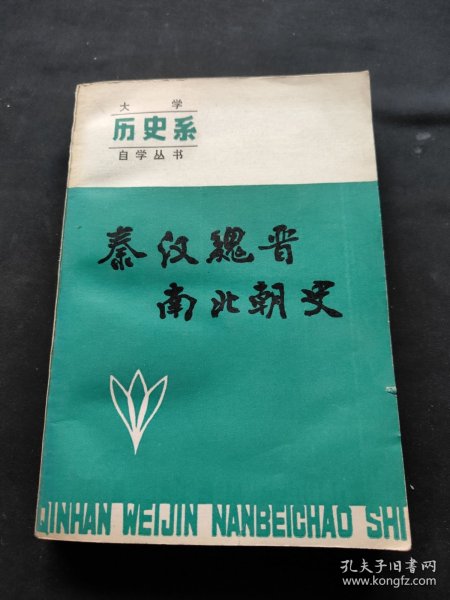 大学
历史系
自学丛书
秦汉魏晋
南北朝史
QINHAN WEIJIN NANBEICHAO SHI
孔夫子旧书网
www.kongfz.com